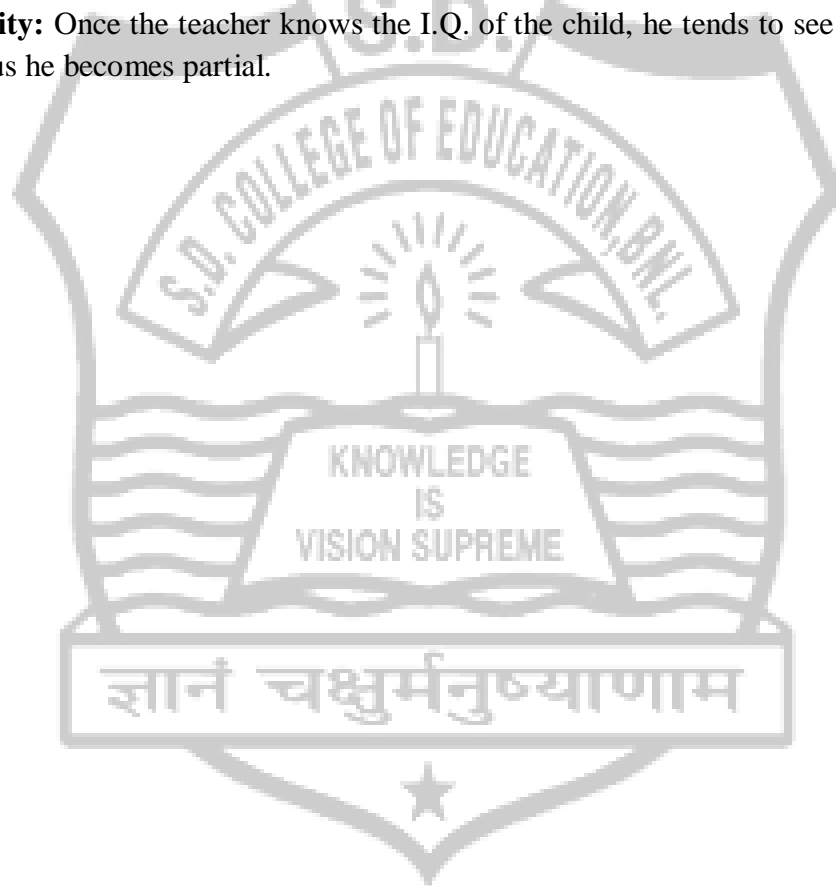 ity: Once the teacher knows the I.Q. of the child, he tends to see
us he becomes partial.
S.D.
S.D. COLLEGE OF EDUCATION, BNL.
KNOWLEDGE
IS
VISION SUPREME
ज्ञानं चक्षुर्मनुष्याणाम